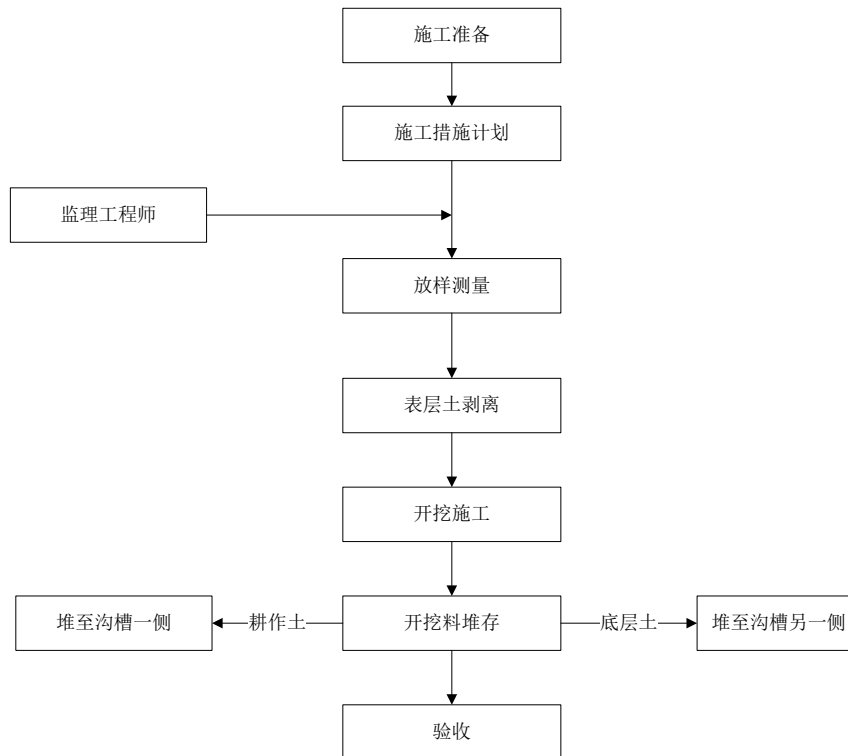 施工准备
施工措施计划
监理工程师
放样测量
表层土剥离
开挖施工
堆至沟槽一侧
耕作土
开挖料堆存
底层土
堆至沟槽另一侧
验收